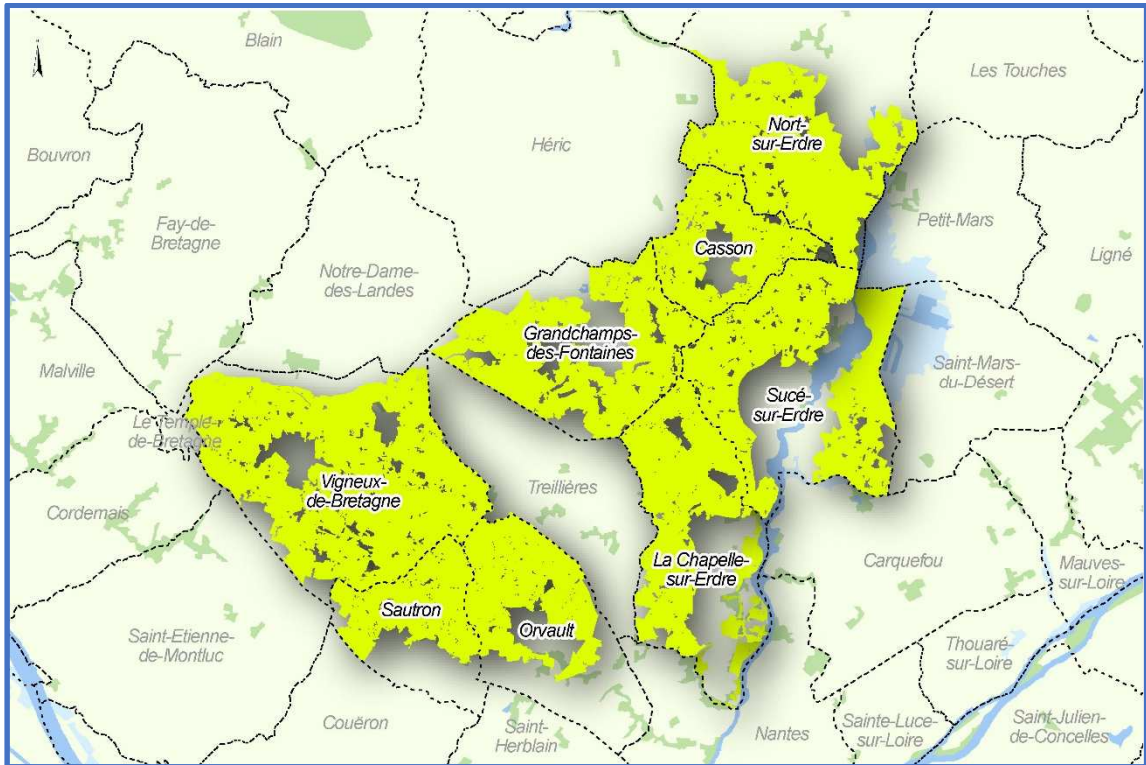 Blain
Les Touches
Nort-
sur-Erdre
Héric
Bouvron
Fay-de-
Bretagne
Petit-Mars
Casson
Ligné
Notre-Dame-
des-Landes
Grandchamps-
des-Fontaines
Malville
Saint-Mars-
du-Désert
Sucé-
sur-Erdre
Le Temple-
de-Bretagne
Vigneux-
de-Bretagne
Treillières
Cordemais
La Chapelle-
sur-Erdre
Carquefou
Mauves-
sur-Loire
Sautron
Orvault
Saint-Etienne-
de-Montluc
Thouaré-
sur-Loire
Couëron
Saint-
Herblain
Nantes
Sainte-Luce-
sur-Loire
Saint-Julien-
de-Concelles